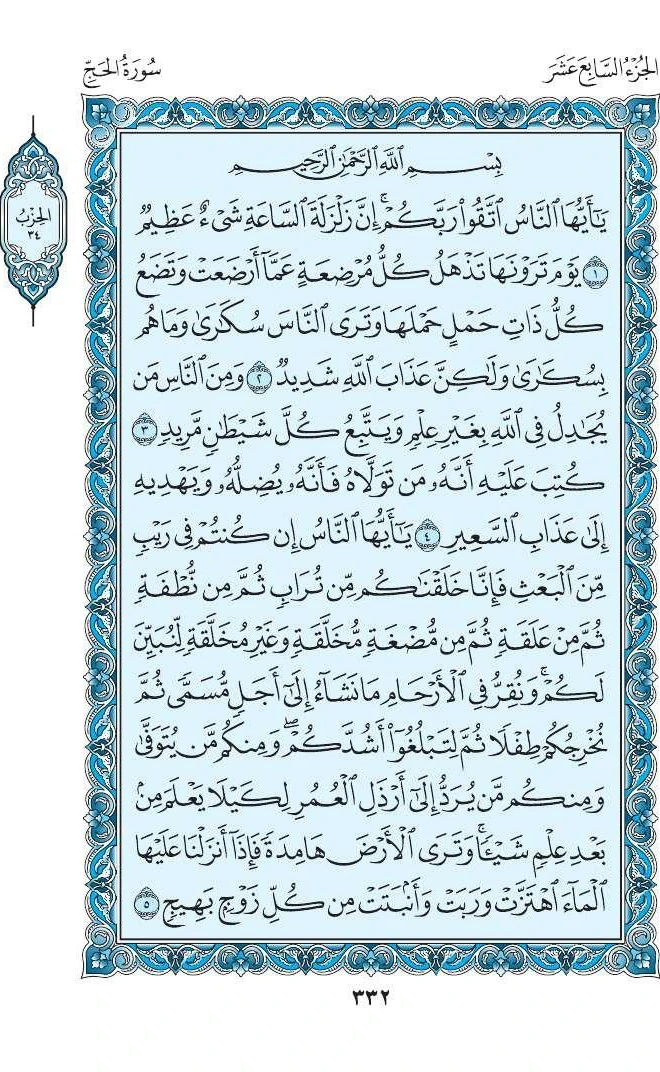 الجُزْءُ السَّابِعَ عَشَرَ
سُورَةُ الحَجِّ
الحِزْبُ
٣٤
بِسْمِ ٱللَّهِ ٱلرَّحْمَٰنِ ٱلرَّحِيمِ
يَٰٓأَيُّهَا ٱلنَّاسُ ٱتَّقُوا۟ رَبَّكُمْ ۚ إِنَّ زَلْزَلَةَ ٱلسَّاعَةِ شَىْءٌ عَظِيمٌ
١ يَوْمَ تَرَوْنَهَا تَذْهَلُ كُلُّ مُرْضِعَةٍ عَمَّآ أَرْضَعَتْ وَتَضَعُ
كُلُّ ذَاتِ حَمْلٍ حَمْلَهَا وَتَرَى ٱلنَّاسَ سُكَٰرَىٰ وَمَا هُم
بِسُكَٰرَىٰ وَلَٰكِنَّ عَذَابَ ٱللَّهِ شَدِيدٌ ٢ وَمِنَ ٱلنَّاسِ مَن
يُجَٰدِلُ فِى ٱللَّهِ بِغَيْرِ عِلْمٍ وَيَتَّبِعُ كُلَّ شَيْطَٰنٍ مَّرِيدٍ ٣
كُتِبَ عَلَيْهِ أَنَّهُۥ مَن تَوَلَّاهُ فَأَنَّهُۥ يُضِلُّهُۥ وَيَهْدِيهِ
إِلَىٰ عَذَابِ ٱلسَّعِيرِ ٤ يَٰٓأَيُّهَا ٱلنَّاسُ إِن كُنتُمْ فِى رَيْبٍ
مِّنَ ٱلْبَعْثِ فَإِنَّا خَلَقْنَٰكُم مِّن تُرَابٍ ثُمَّ مِن نُّطْفَةٍ
ثُمَّ مِنْ عَلَقَةٍ ثُمَّ مِن مُّضْغَةٍ مُّخَلَّقَةٍ وَغَيْرِ مُخَلَّقَةٍ لِّنُبَيِّنَ
لَكُمْ ۚ وَنُقِرُّ فِى ٱلْأَرْحَامِ مَا نَشَآءُ إِلَىٰٓ أَجَلٍ مُّسَمًّى ثُمَّ
نُخْرِجُكُمْ طِفْلًا ثُمَّ لِتَبْلُغُوٓا۟ أَشُدَّكُمْ ۖ وَمِنكُم مَّن يُتَوَفَّىٰ
وَمِنكُم مَّن يُرَدُّ إِلَىٰٓ أَرْذَلِ ٱلْعُمُرِ لِكَيْلَا يَعْلَمَ مِنۢ
بَعْدِ عِلْمٍ شَيْـًٔا ۚ وَتَرَى ٱلْأَرْضَ هَامِدَةً فَإِذَآ أَنزَلْنَا عَلَيْهَا
ٱلْمَآءَ ٱهْتَزَّتْ وَرَبَتْ وَأَنۢبَتَتْ مِن كُلِّ زَوْجٍۭ بَهِيجٍ ٥
٣٣٢